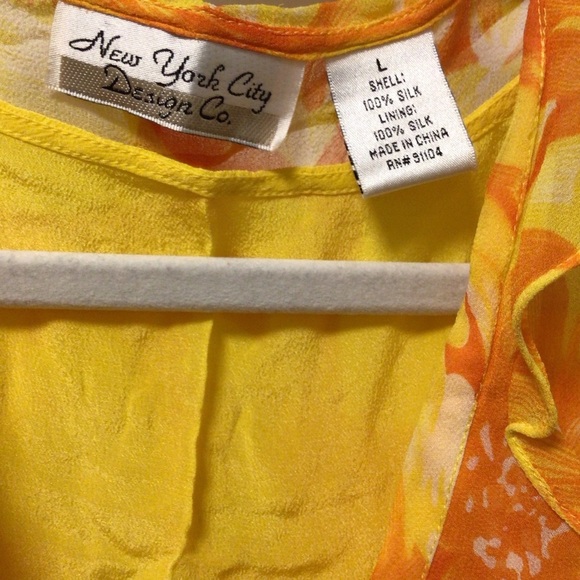 New York City
Design Co.
L
SHELL:
100% SILK
LINING:
100% SILK
MADE IN CHINA
RN# 91104